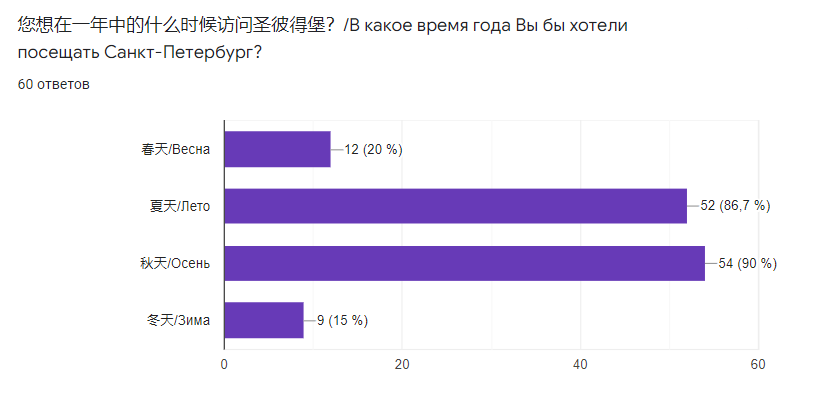 您想在一年中的什么时候访问圣彼得堡？/В какое время года Вы бы хотели
посещать Санкт-Петербург?
60 ответов
春天/Весна
12 (20 %)
夏天/Лето
52 (86,7 %)
秋天/Осень
54 (90 %)
冬天/Зима
9 (15 %)
0 20 40 60